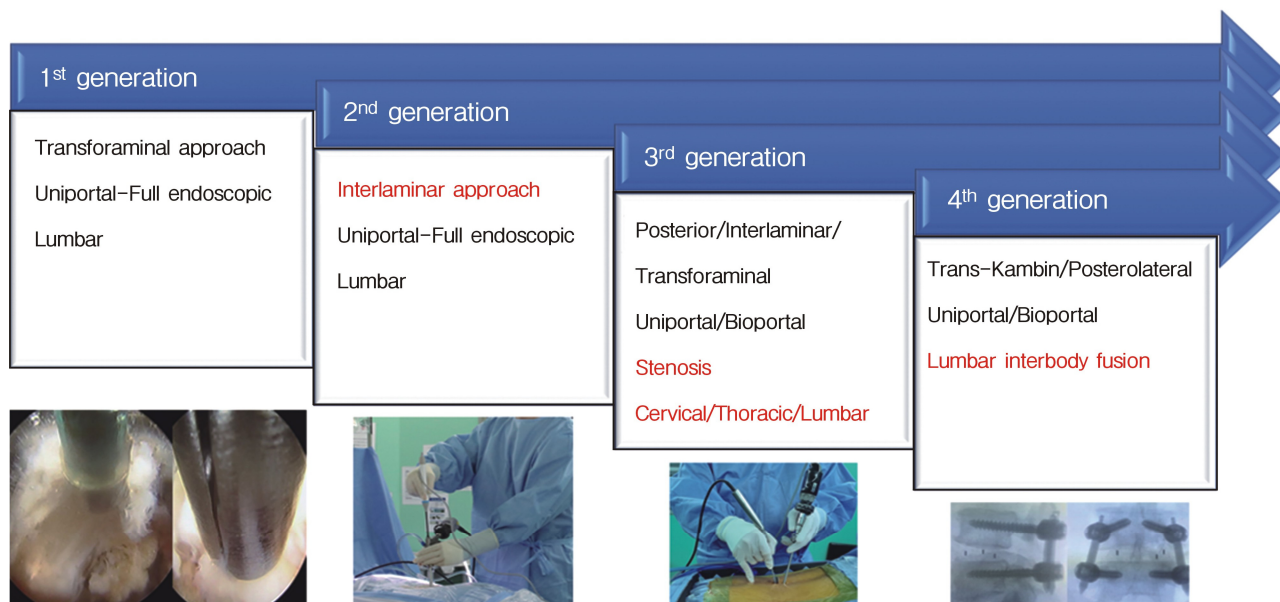 1st generation
Transforaminal approach
Uniportal-Full endoscopic
Lumbar
2nd generation
Interlaminar approach
Uniportal-Full endoscopic
Lumbar
3rd generation
Posterior/Interlaminar/
Transforaminal
Uniportal/Bioportal
Stenosis
Cervical/Thoracic/Lumbar
4th generation
Trans-Kambin/Posterolateral
Uniportal/Bioportal
Lumbar interbody fusion